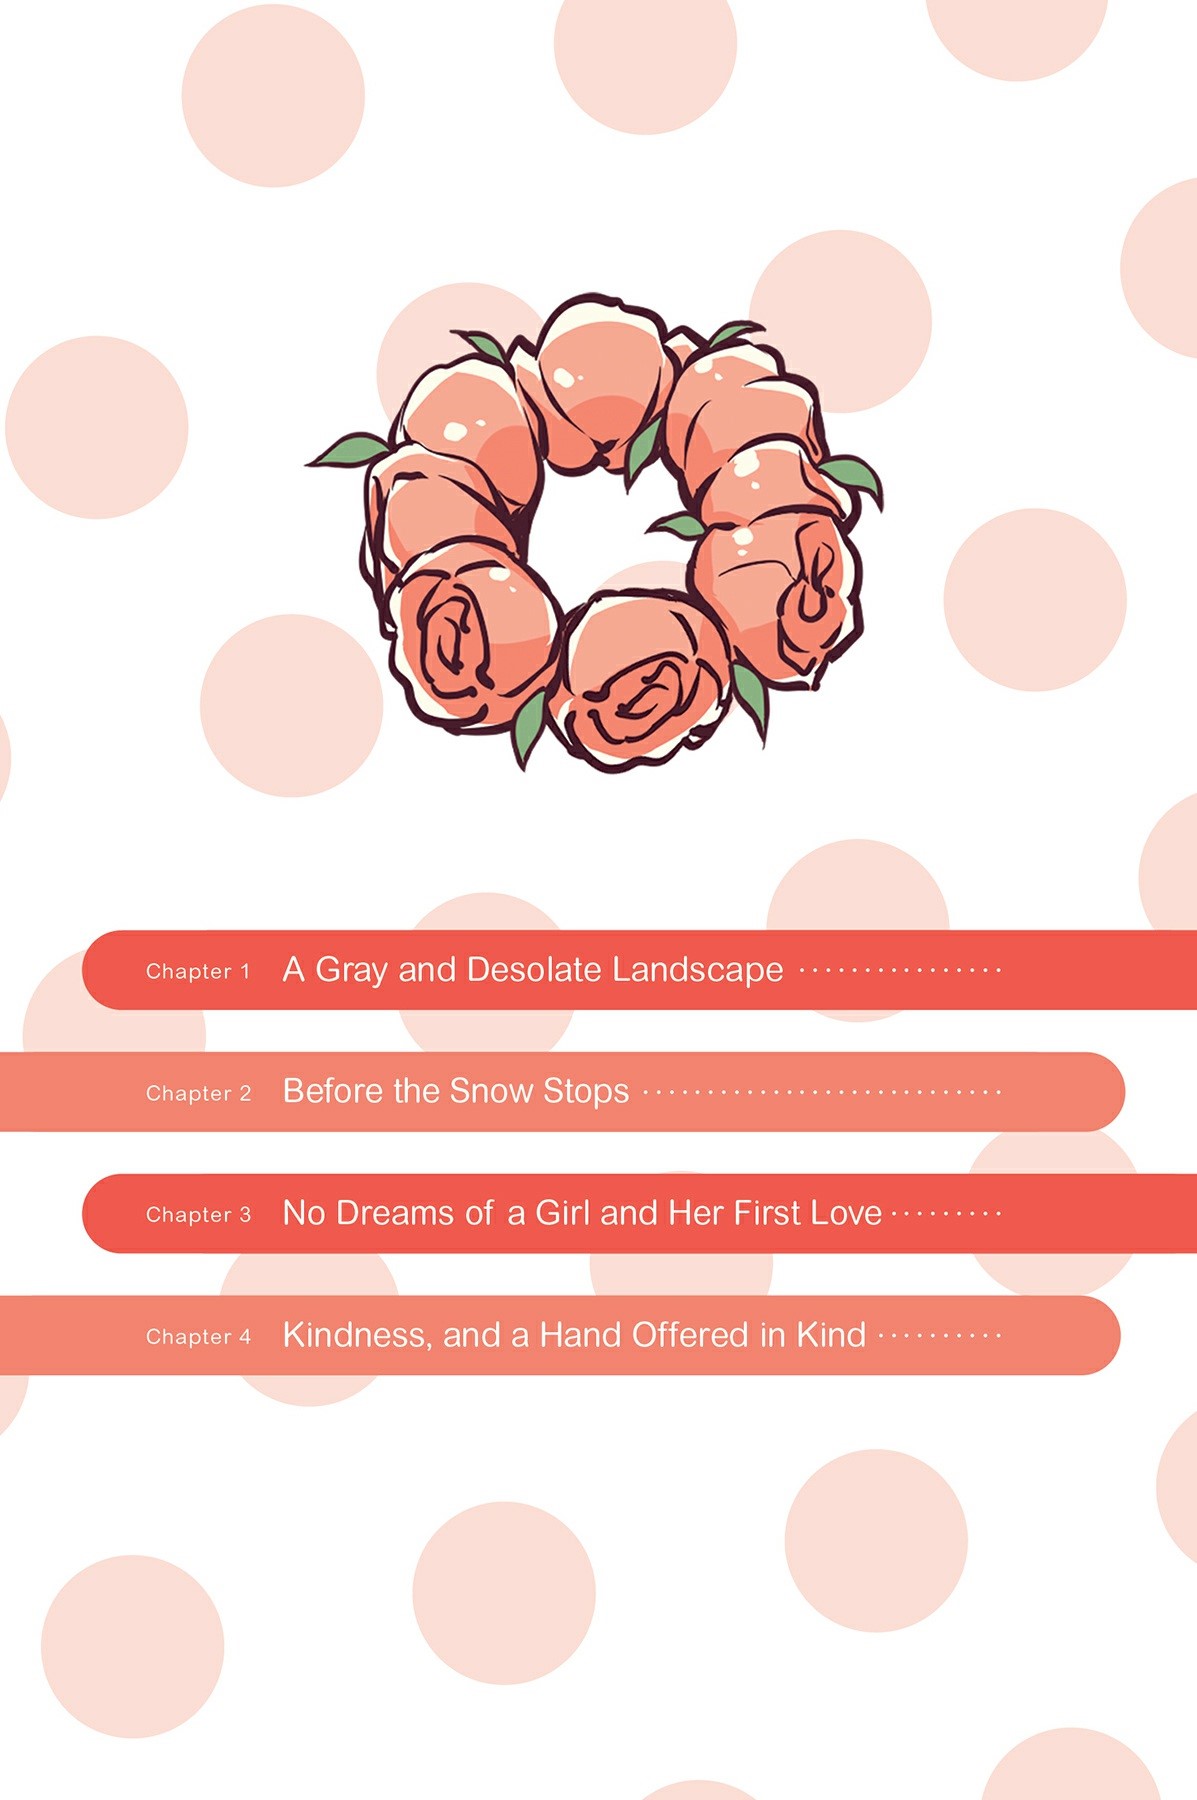 Chapter 1 A Gray and Desolate Landscape ················
Chapter 2 Before the Snow Stops ····························
Chapter 3 No Dreams of a Girl and Her First Love ·········
Chapter 4 Kindness, and a Hand Offered in Kind ··········